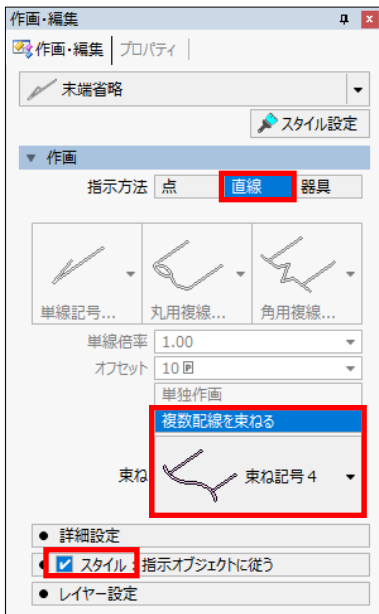 作画・編集
作画・編集 プロパティ
末端省略
スタイル設定
▼ 作画
指示方法 点 直線 器具
単線記号... 丸用複線... 角用複線...
単線倍率 1.00
オフセット 10 P
単独作画
複数配線を束ねる
束ね 束ね記号4
● 詳細設定
● スタイル：指示オブジェクトに従う
● レイヤー設定